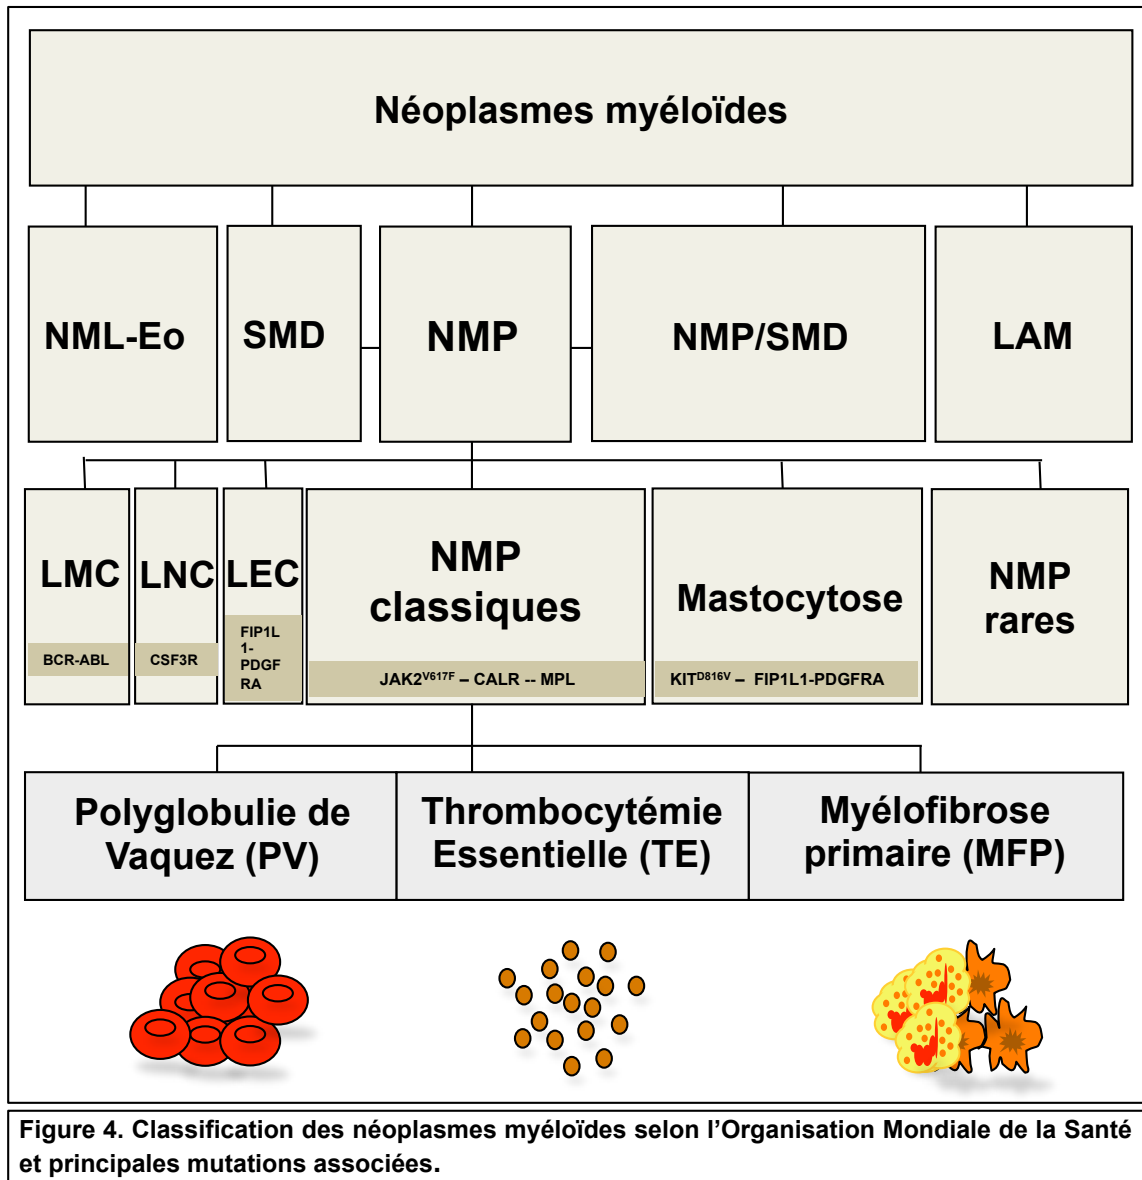 Néoplasmes myéloïdes
NML-Eo
SMD
NMP
NMP/SMD
LAM
LMC
BCR-ABL
LNC
CSF3R
LEC
FIP1L
1-
PDGF
RA
NMP
classiques
JAK2V617F – CALR -- MPL
Mastocytose
KITD816V – FIP1L1-PDGFRA
NMP
rares
Polyglobulie de
Vaquez (PV)
Thrombocytémie
Essentielle (TE)
Myélofibrose
primaire (MFP)
Figure 4. Classification des néoplasmes myéloïdes selon l’Organisation Mondiale de la Santé
et principales mutations associées.